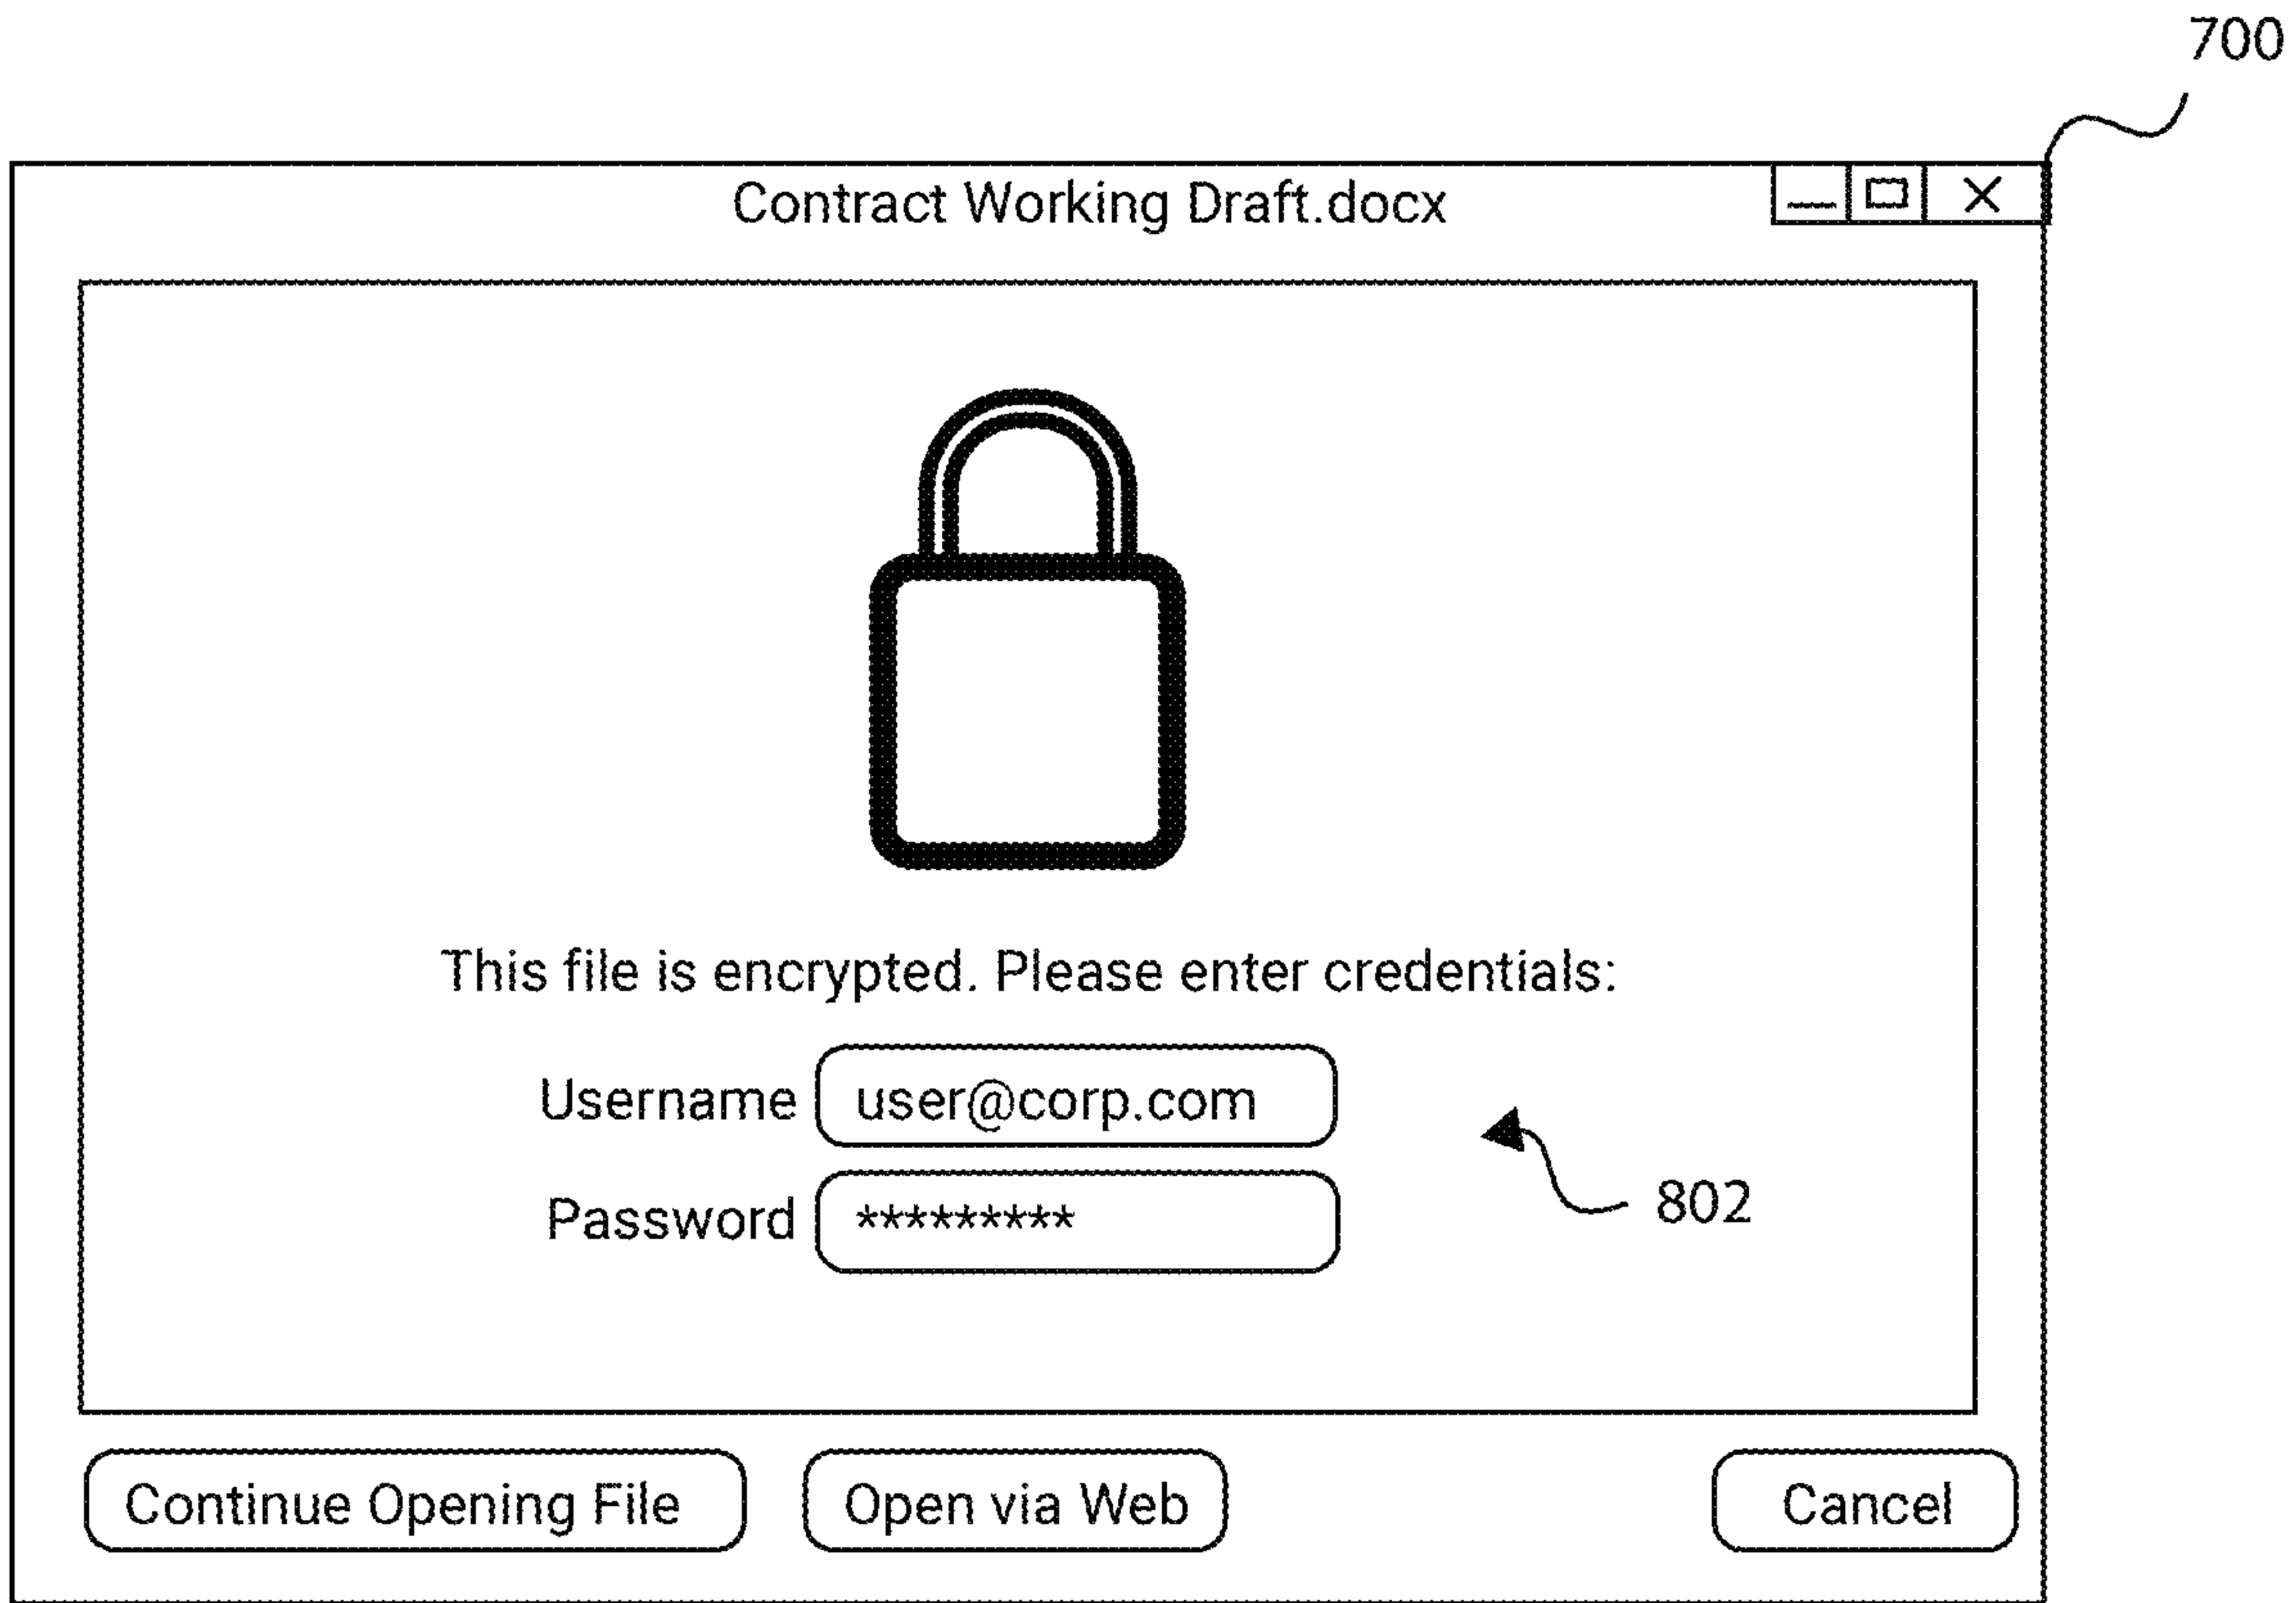 700
Contract Working Draft.docx
This file is encrypted. Please enter credentials:
Username user@corp.com
Password *********
802
Continue Opening File Open via Web Cancel